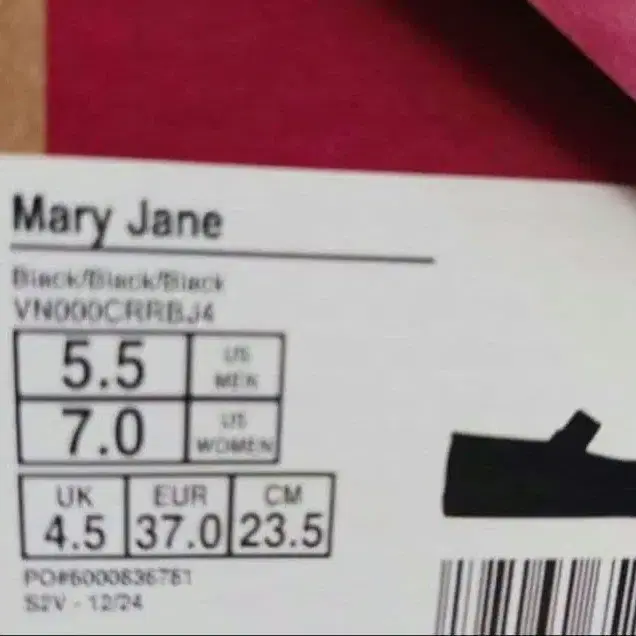 Mary Jane
Black/Black/Black
VN000CRRBJ4
5.5 US MEN
7.0 US WOMEN
UK EUR CM
4.5 37.0 23.5
PO#6000836781
S2V - 12/24